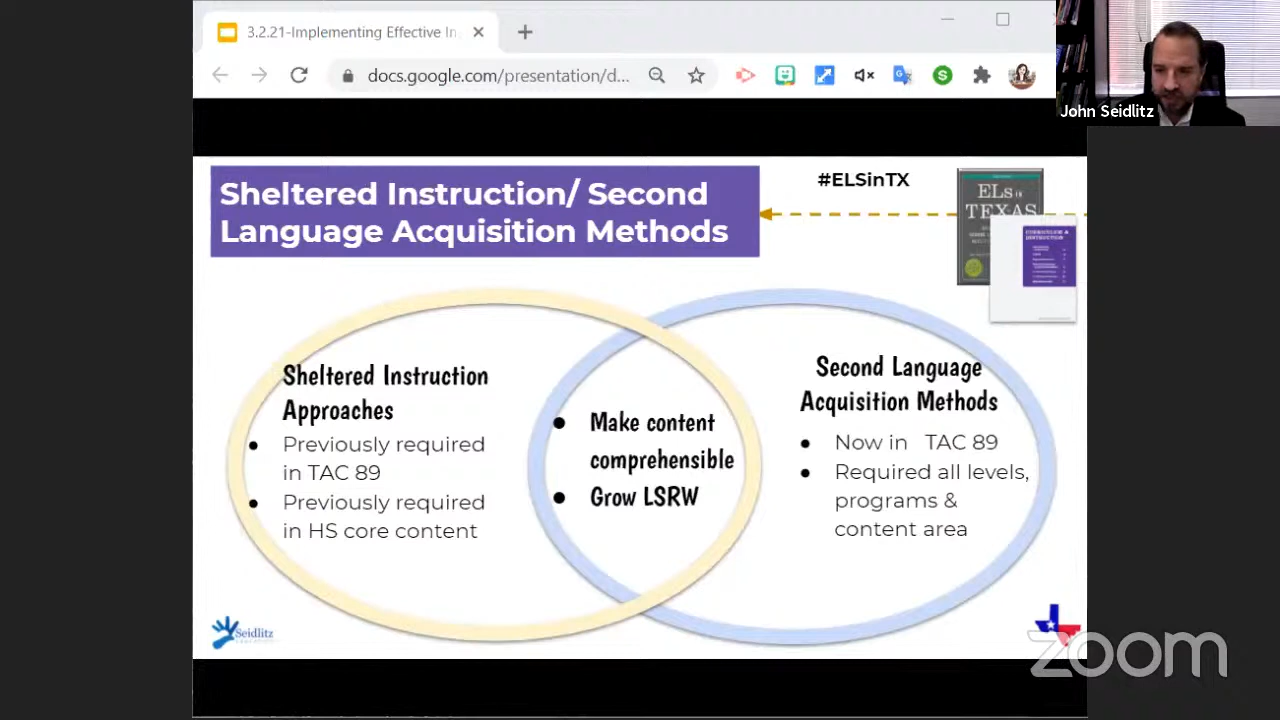 3.2.21-Implementing Effective In
docs.google.com/presentation/d...
John Seidlitz
Sheltered Instruction/ Second
Language Acquisition Methods
#ELSinTX
ELs IN
TEXAS
CURRICULUM &
INSTRUCTION
Sheltered Instruction
Approaches
• Previously required
in TAC 89
• Previously required
in HS core content
• Make content
comprehensible
• Grow LSRW
Second Language
Acquisition Methods
• Now in TAC 89
• Required all levels,
programs &
content area
Seidlitz
zoom